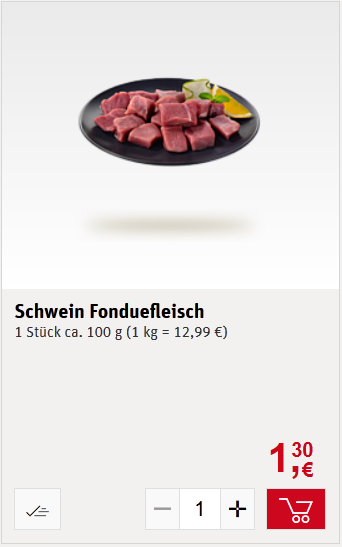 Schwein Fonduefleisch
1 Stück ca. 100 g (1 kg = 12,99 €)
1,30 €
− 1 +